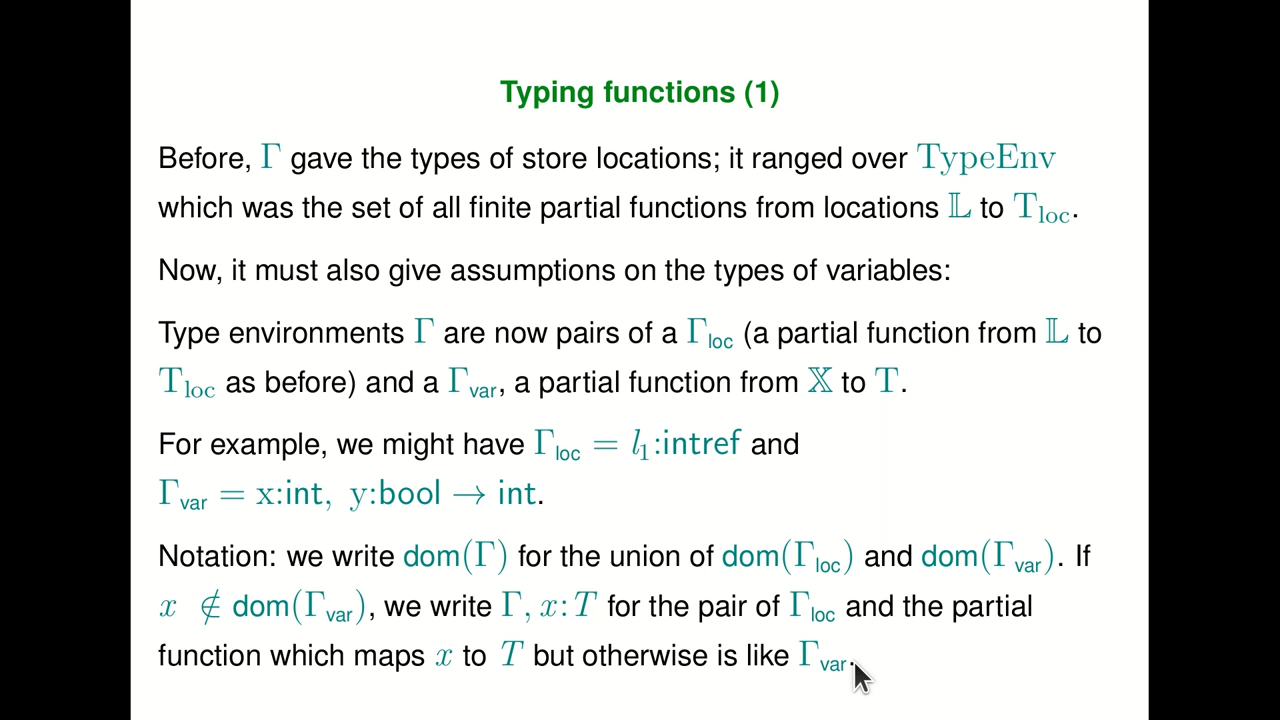 Typing functions (1)
Before, Γ gave the types of store locations; it ranged over TypeEnv
which was the set of all finite partial functions from locations 𝕃 to T_loc.
Now, it must also give assumptions on the types of variables:
Type environments Γ are now pairs of a Γ_loc (a partial function from 𝕃 to
T_loc as before) and a Γ_var, a partial function from 𝕏 to T.
For example, we might have Γ_loc = l_1:intref and
Γ_var = x:int, y:bool → int.
Notation: we write dom(Γ) for the union of dom(Γ_loc) and dom(Γ_var). If
x ∉ dom(Γ_var), we write Γ, x:T for the pair of Γ_loc and the partial
function which maps x to T but otherwise is like Γ_var.